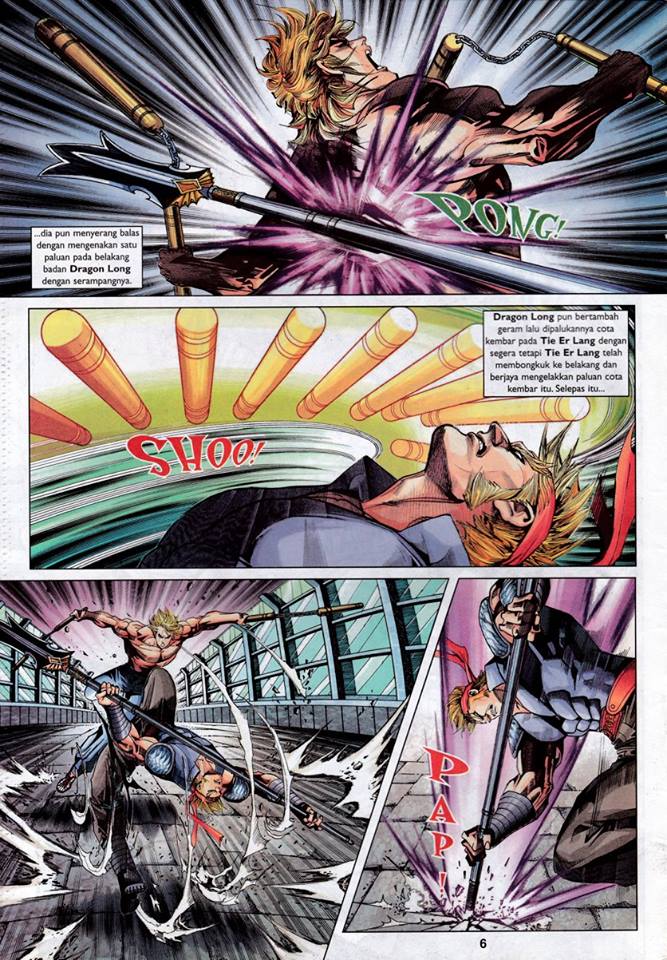 ...dia pun menyerang balas
dengan mengenakan satu
paluan pada belakang
badan Dragon Long
dengan serampangnya.
PONG!
Dragon Long pun bertambah
geram lalu dipalukannya cota
kembar pada Tie Er Lang dengan
segera tetapi Tie Er Lang telah
membongkuk ke belakang dan
berjaya mengelakkan paluan cota
kembar itu. Selepas itu...
SHOO!
PAP!
6